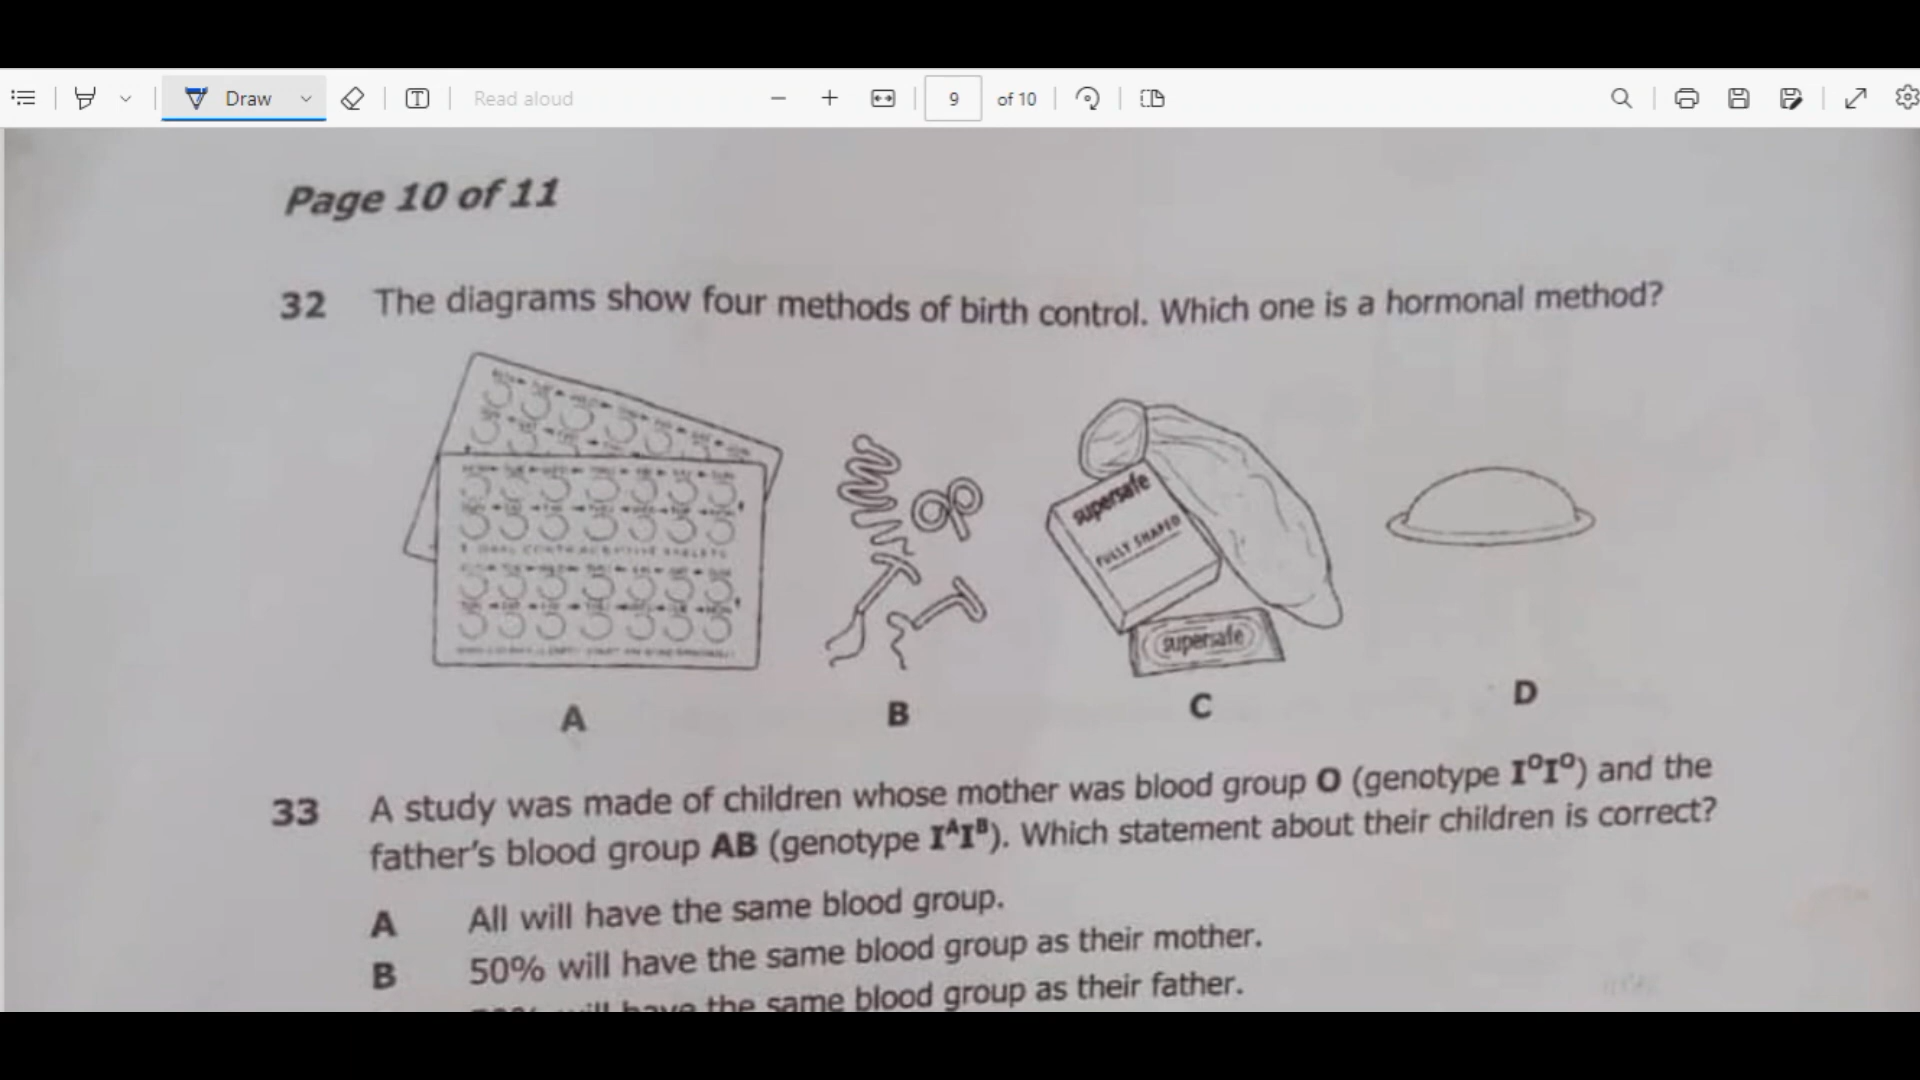 Draw
Read aloud
9
of 10
Page 10 of 11
32 The diagrams show four methods of birth control. Which one is a hormonal method?
supersafe
FULLY SHAPED
supersafe
A
B
C
D
33 A study was made of children whose mother was blood group O (genotype IᴼIᴼ) and the
father's blood group AB (genotype IᴬIᴮ). Which statement about their children is correct?
A All will have the same blood group.
B 50% will have the same blood group as their mother.
50% will have the same blood group as their father.